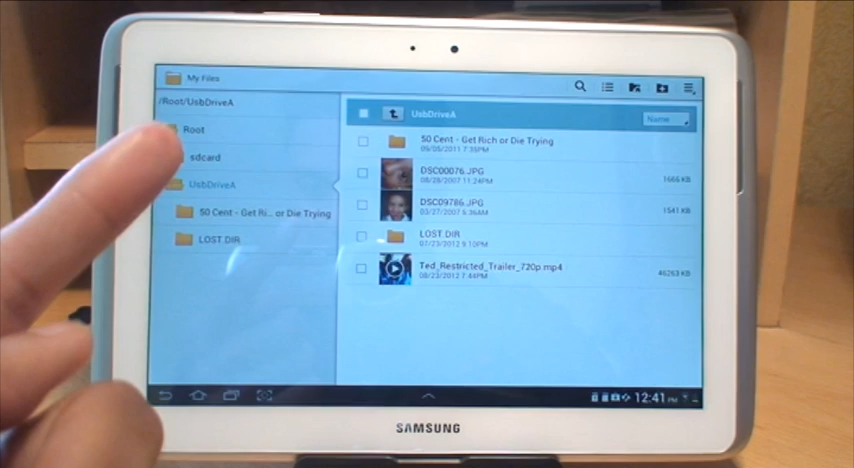 My Files
/Root/UsbDriveA
Root
sdcard
UsbDriveA
50 Cent - Get Ri... or Die Trying
LOST.DIR
UsbDriveA
Name
50 Cent - Get Rich or Die Trying
09/05/2011 7:35PM
DSC00076.JPG
08/28/2007 11:24PM
1666 KB
DSC09786.JPG
03/27/2007 5:36AM
1541 KB
LOST.DIR
07/23/2012 9:10PM
Ted_Restricted_Trailer_720p.mp4
08/23/2012 7:44PM
46263 KB
12:41 PM
SAMSUNG